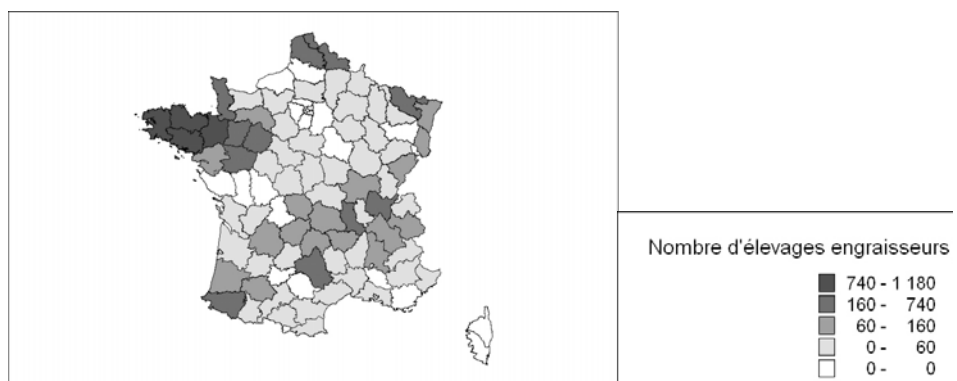 Nombre d'élevages engraisseurs
740 - 1 180
160 - 740
60 - 160
0 - 60
0 - 0